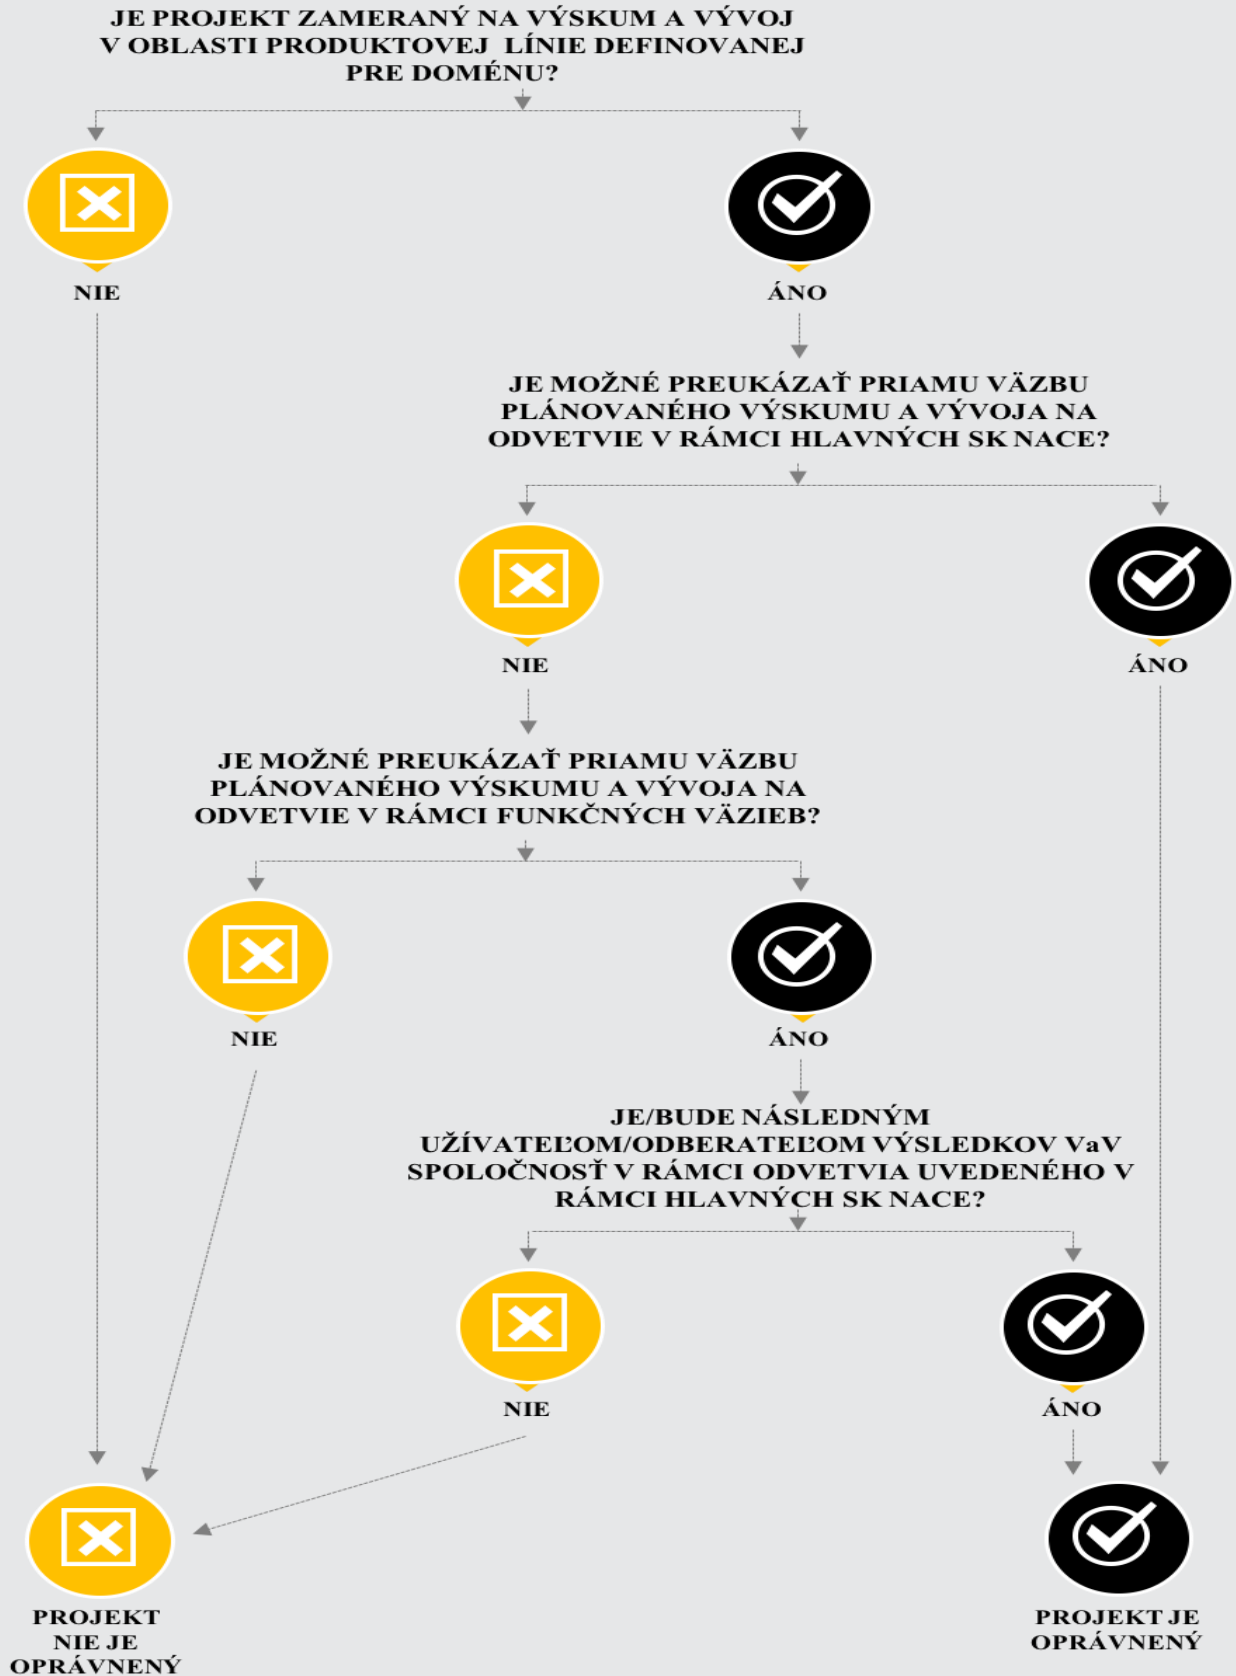 JE PROJEKT ZAMERANÝ NA VÝSKUM A VÝVOJ
V OBLASTI PRODUKTOVEJ LÍNIE DEFINOVANEJ
PRE DOMÉNU?
NIE
ÁNO
JE MOŽNÉ PREUKÁZAŤ PRIAMU VÄZBU
PLÁNOVANÉHO VÝSKUMU A VÝVOJA NA
ODVETVIE V RÁMCI HLAVNÝCH SK NACE?
NIE
ÁNO
JE MOŽNÉ PREUKÁZAŤ PRIAMU VÄZBU
PLÁNOVANÉHO VÝSKUMU A VÝVOJA NA
ODVETVIE V RÁMCI FUNKČNÝCH VÄZIEB?
NIE
ÁNO
JE/BUDE NÁSLEDNÝM
UŽÍVATEĽOM/ODBERATEĽOM VÝSLEDKOV VaV
SPOLOČNOSŤ V RÁMCI ODVETVIA UVEDENÉHO V
RÁMCI HLAVNÝCH SK NACE?
NIE
ÁNO
PROJEKT
NIE JE
OPRÁVNENÝ
PROJEKT JE
OPRÁVNENÝ